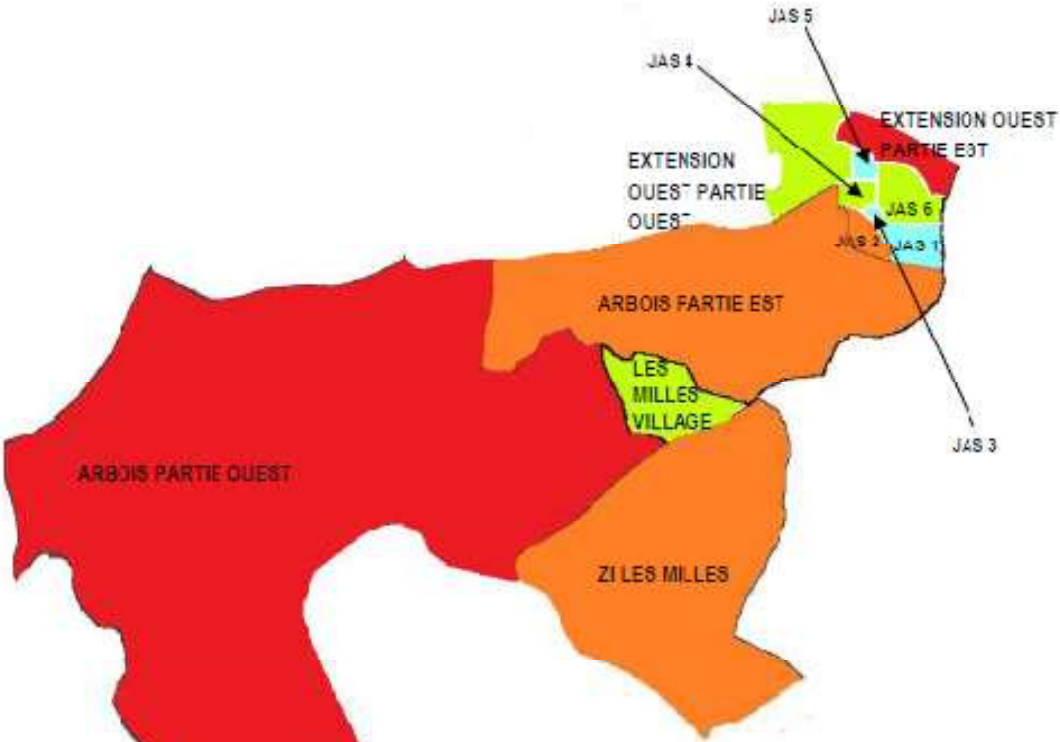 JAS 5
JAS 4
EXTENSION OUEST
PARTIE EST
EXTENSION
OUEST PARTIE
OUEST
JAS 6
JAS 2
JAS 1
ARBOIS PARTIE EST
LES
MILLES
VILLAGE
JAS 3
ARBOIS PARTIE OUEST
ZI LES MILLES